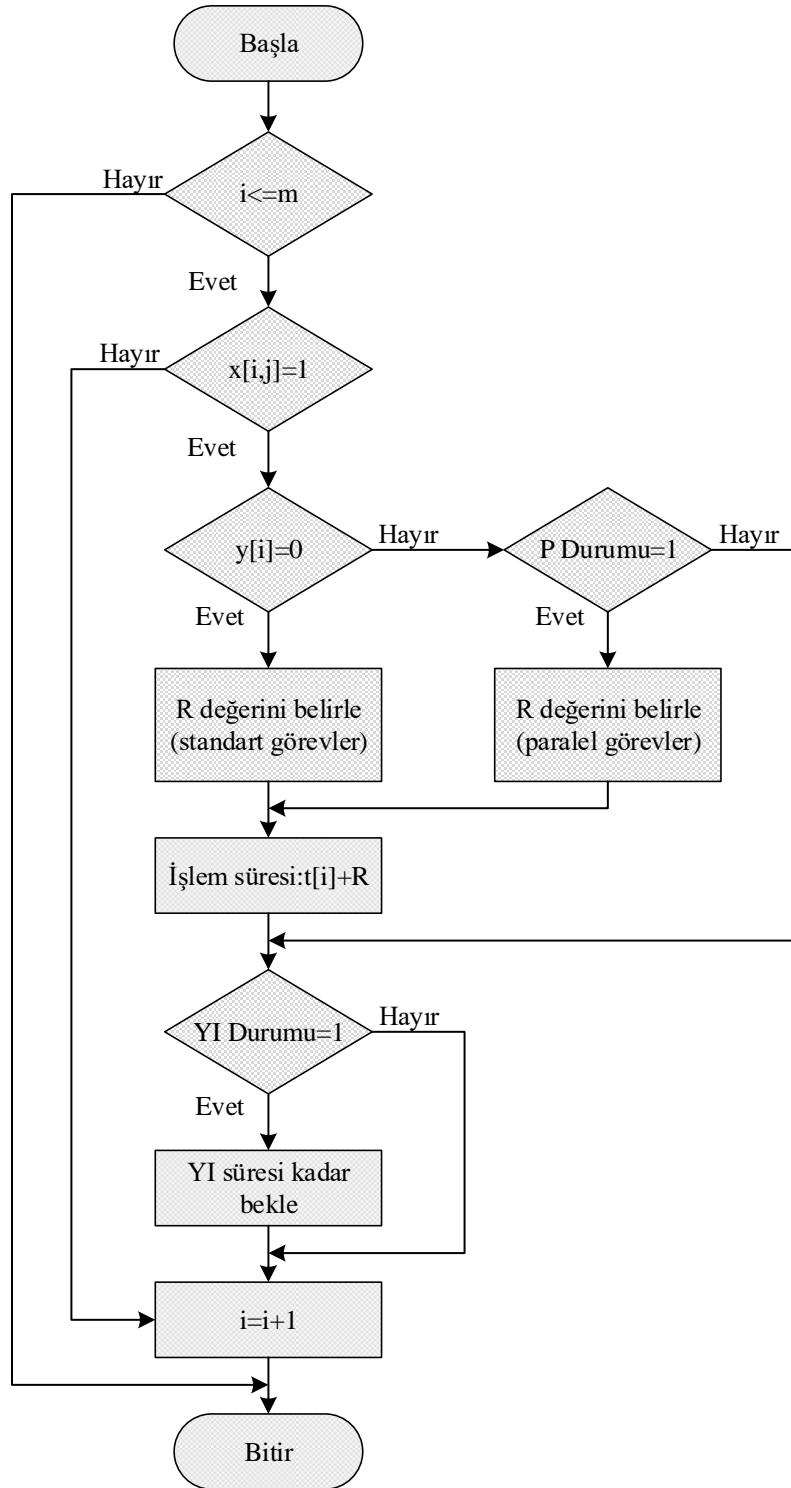 Başla
Hayır
i<=m
Evet
Hayır
x[i,j]=1
Evet
y[i]=0
Hayır
P Durumu=1
Hayır
Evet
Evet
R değerini belirle
(standart görevler)
R değerini belirle
(paralel görevler)
İşlem süresi:t[i]+R
YI Durumu=1
Hayır
Evet
YI süresi kadar
bekle
i=i+1
Bitir